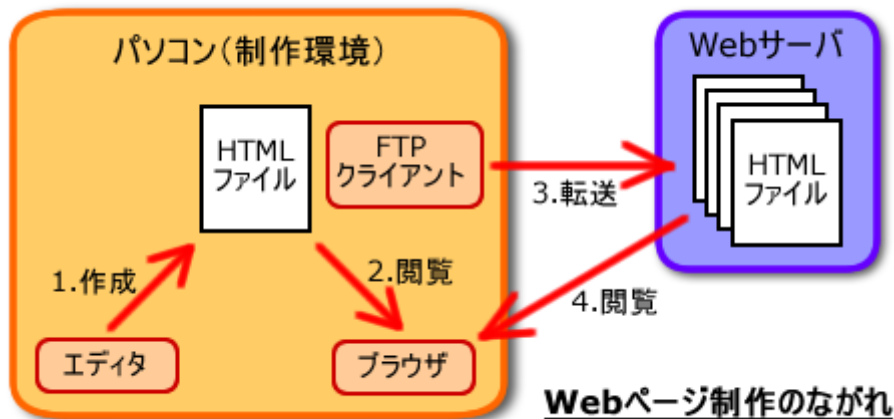 パソコン(制作環境)
Webサーバ
HTML
ファイル
FTP
クライアント
3.転送
HTML
ファイル
1.作成
2.閲覧
4.閲覧
エディタ
ブラウザ
Webページ制作のながれ